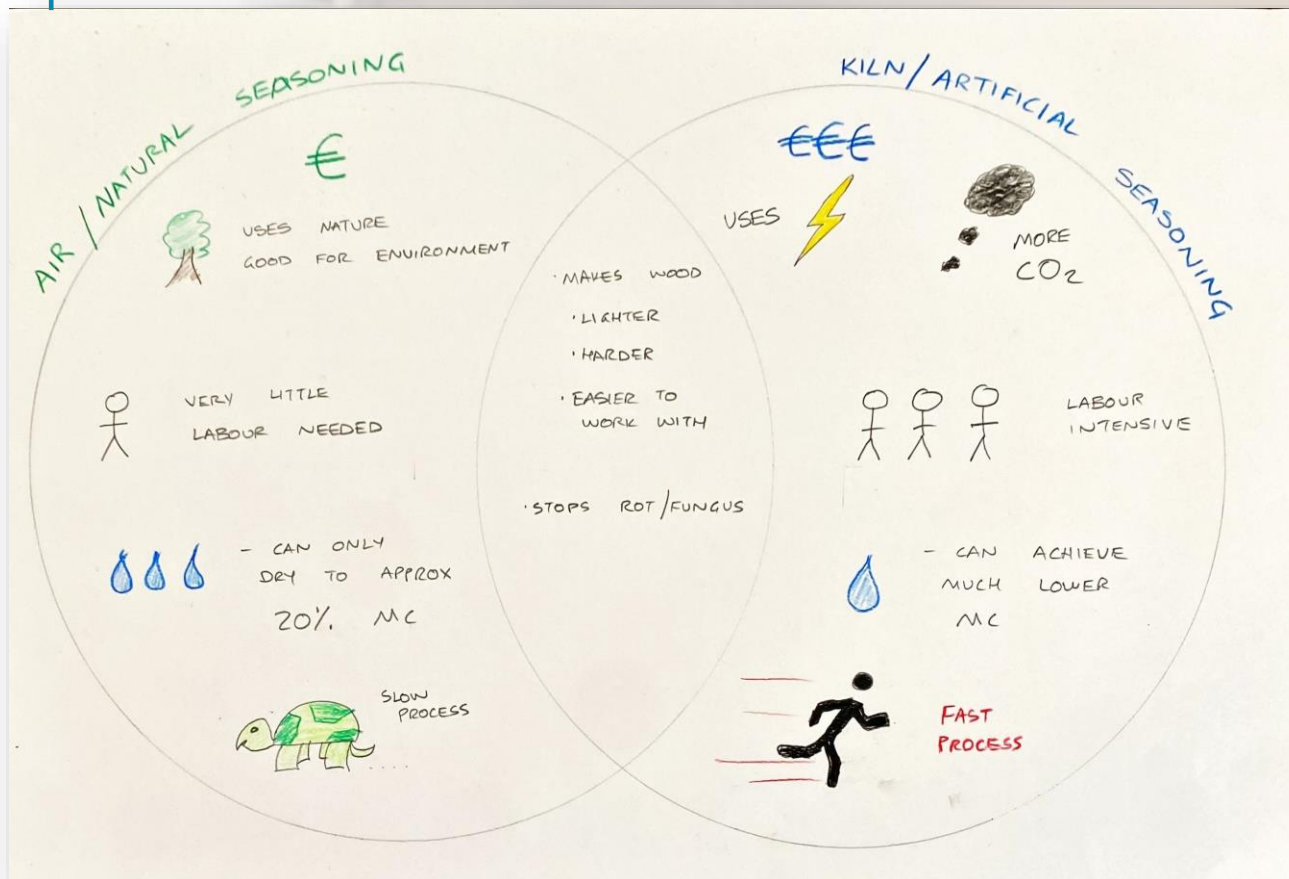 AIR / NATURAL SEASONING
€
USES NATURE
GOOD FOR ENVIRONMENT
VERY LITTLE
LABOUR NEEDED
- CAN ONLY
DRY TO APPROX
20% MC
SLOW
PROCESS
· MAKES WOOD
· LIGHTER
· HARDER
· EASIER TO
WORK WITH
· STOPS ROT/FUNGUS
KILN/ARTIFICIAL SEASONING
€€€
USES
MORE
CO2
LABOUR
INTENSIVE
- CAN ACHIEVE
MUCH LOWER
MC
FAST
PROCESS